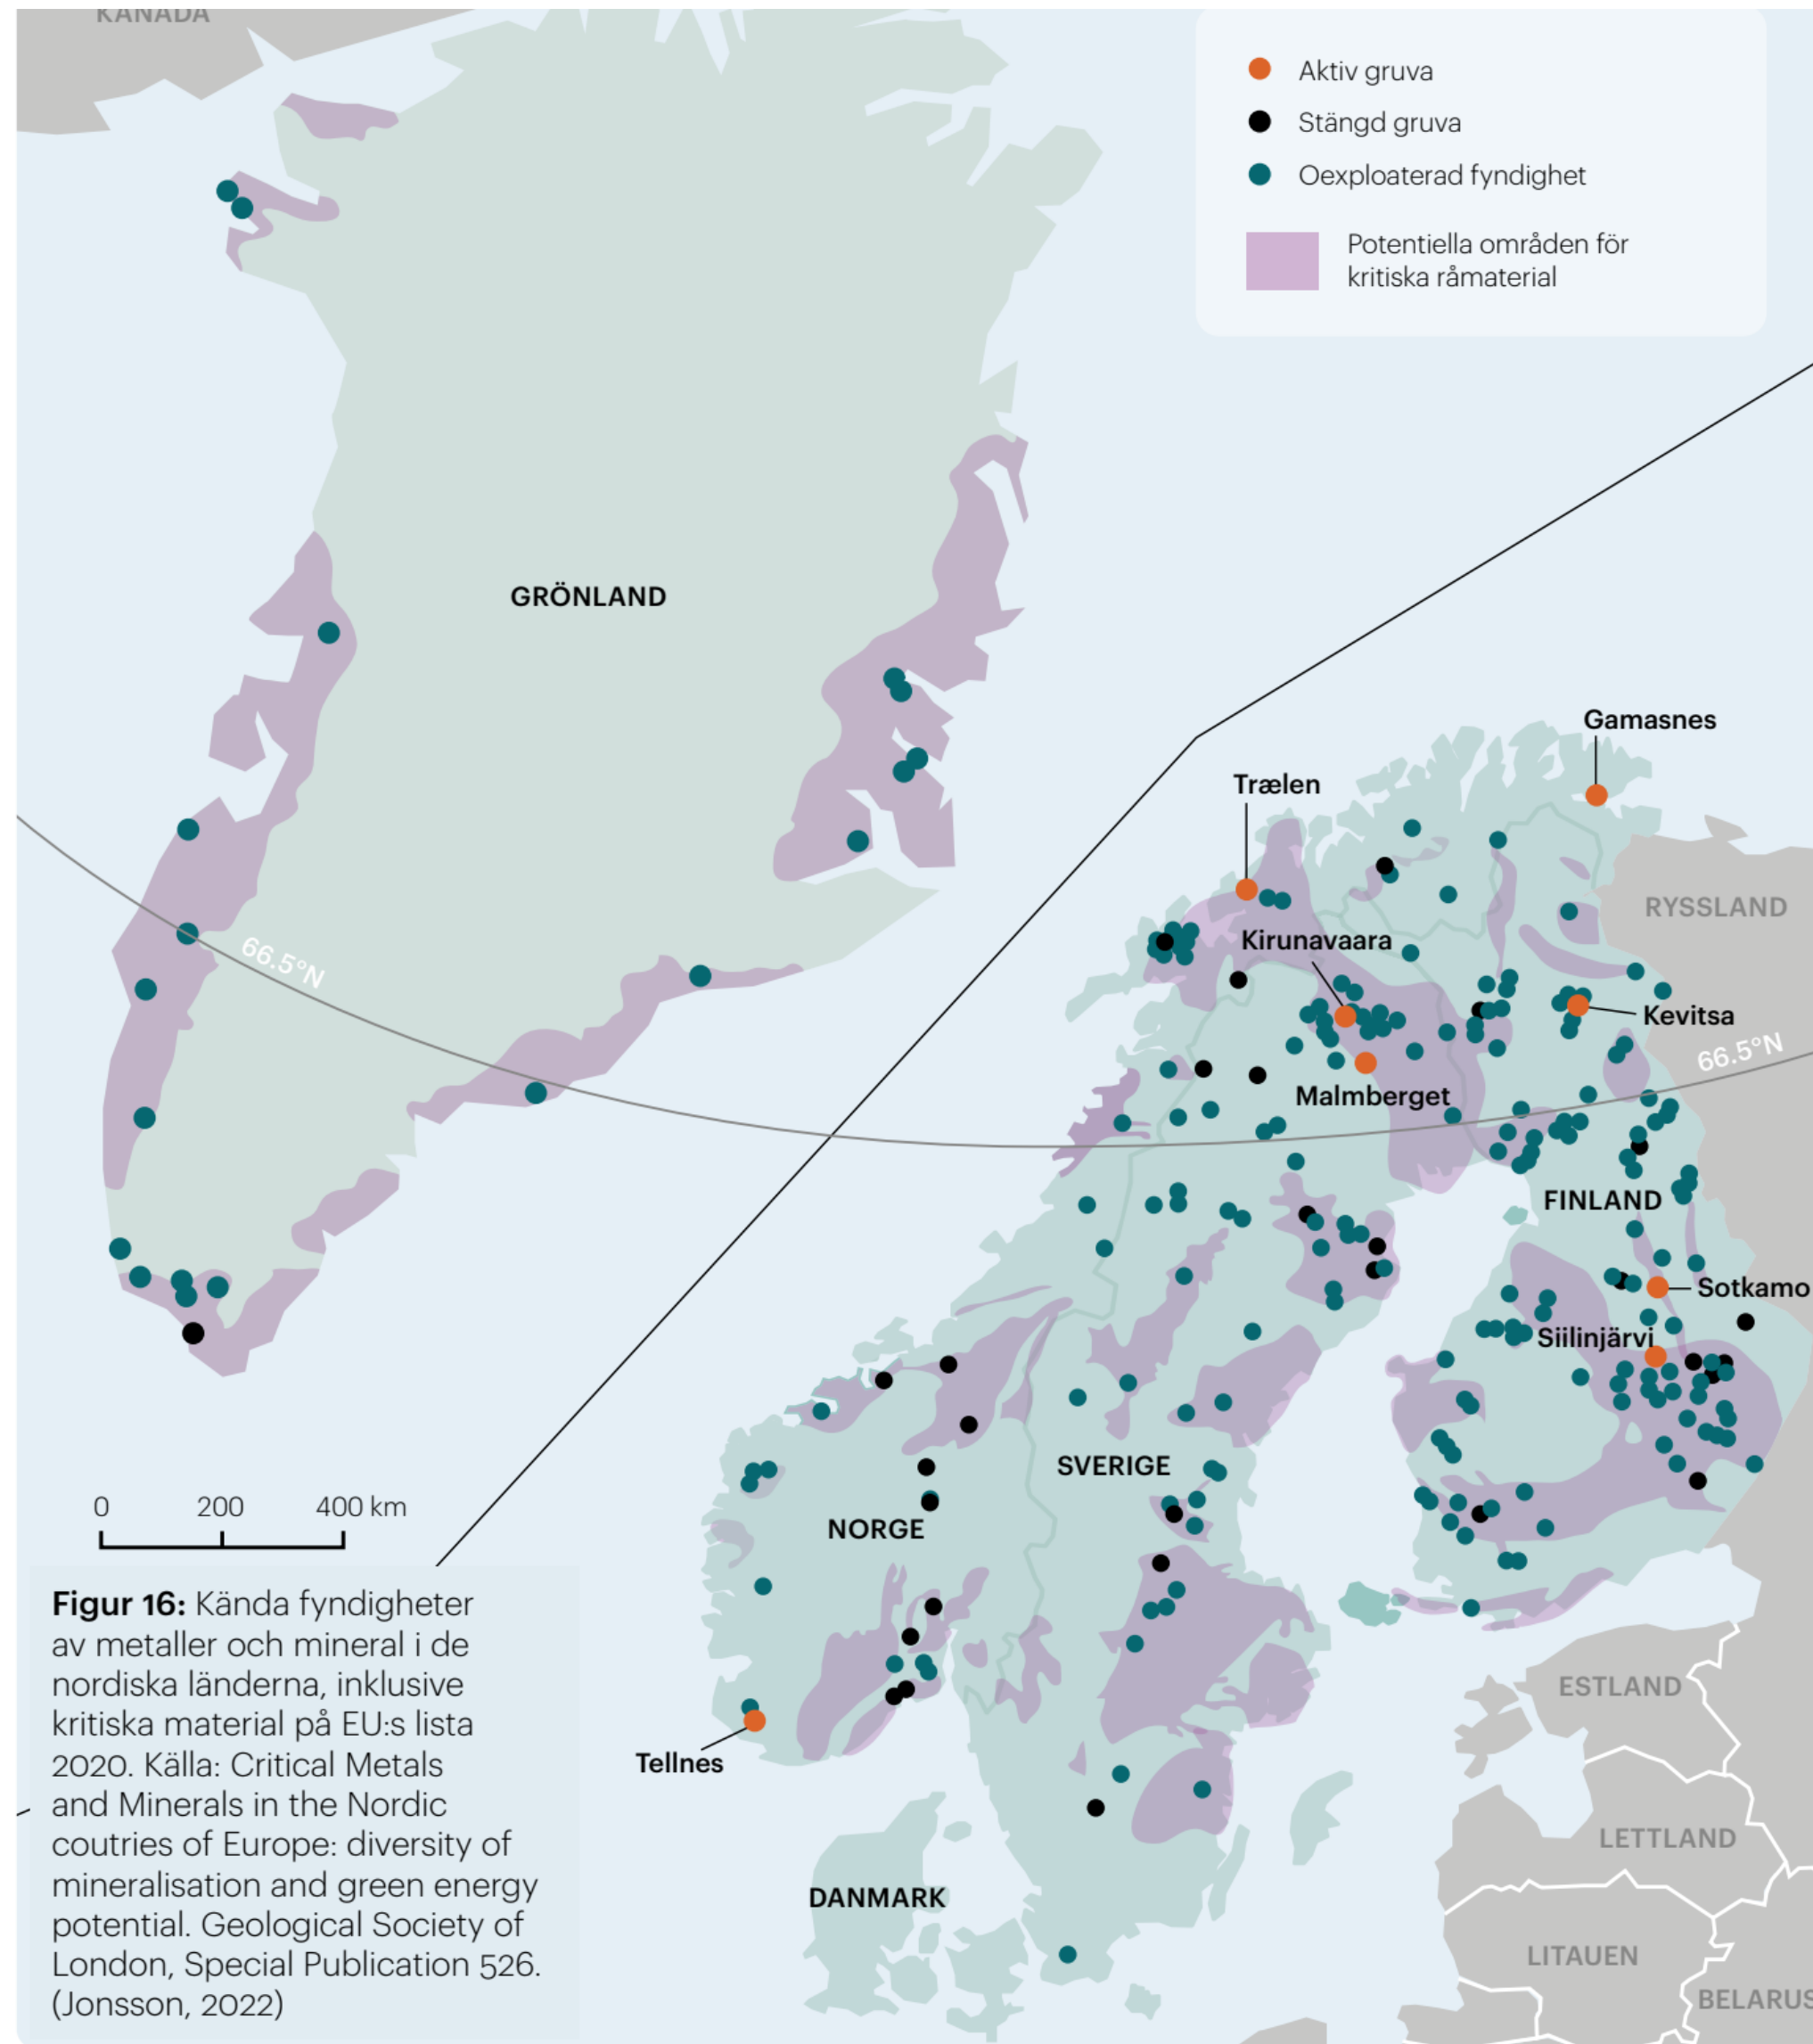 KANADA
Aktiv gruva
Stängd gruva
Oexploaterad fyndighet
Potentiella områden för
kritiska råmaterial
GRÖNLAND
Gamasnes
Trælen
RYSSLAND
Kirunavaara
66.5°N
Kevitsa
66.5°N
Malmberget
FINLAND
Sotkamo
Siilinjärvi
SVERIGE
0 200 400 km
NORGE
Figur 16: Kända fyndigheter
av metaller och mineral i de
nordiska länderna, inklusive
kritiska material på EU:s lista
2020. Källa: Critical Metals
and Minerals in the Nordic
coutries of Europe: diversity of
mineralisation and green energy
potential. Geological Society of
London, Special Publication 526.
(Jonsson, 2022)
ESTLAND
Tellnes
LETTLAND
DANMARK
LITAUEN
BELARUS